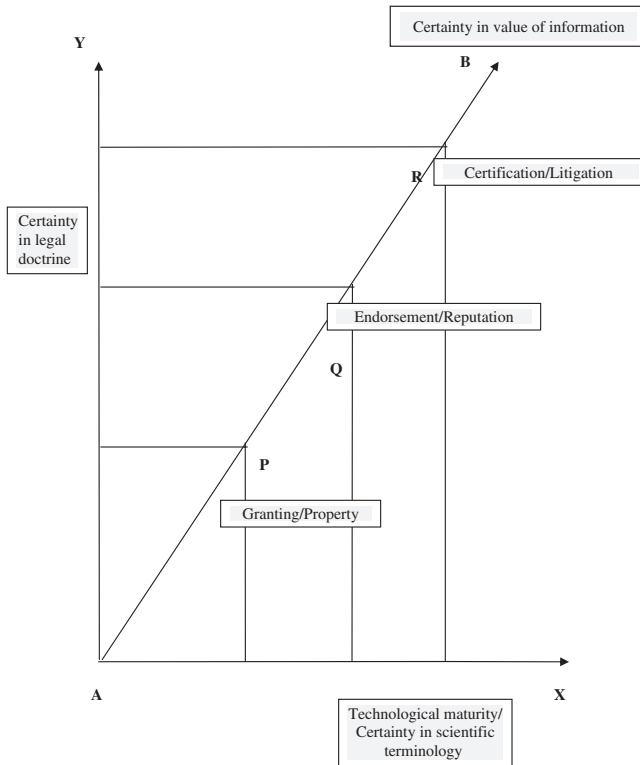 Certainty in value of information
Y
B
R
Certification/Litigation
Certainty
in legal
doctrine
Endorsement/Reputation
Q
P
Granting/Property
A
X
Technological maturity/
Certainty in scientific
terminology